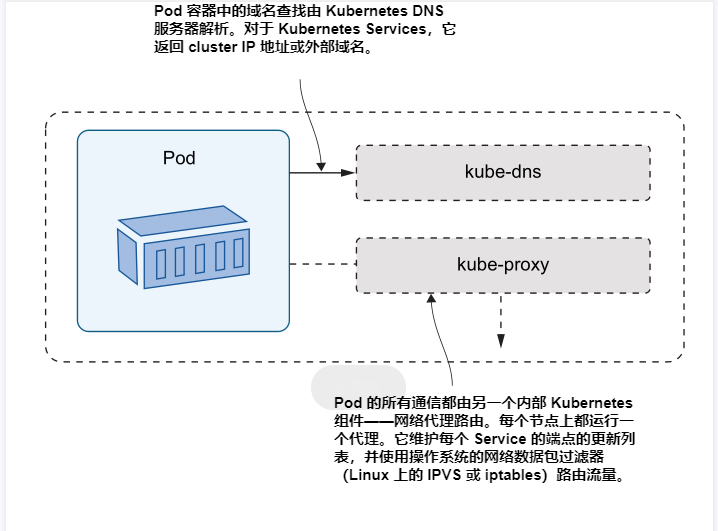 Pod 容器中的域名查找由 Kubernetes DNS
服务器解析。对于 Kubernetes Services，它
返回 cluster IP 地址或外部域名。
Pod
kube-dns
kube-proxy
Pod 的所有通信都由另一个内部 Kubernetes
组件——网络代理路由。每个节点上都运行一
个代理。它维护每个 Service 的端点的更新列
表，并使用操作系统的网络数据包过滤器
（Linux 上的 IPVS 或 iptables）路由流量。